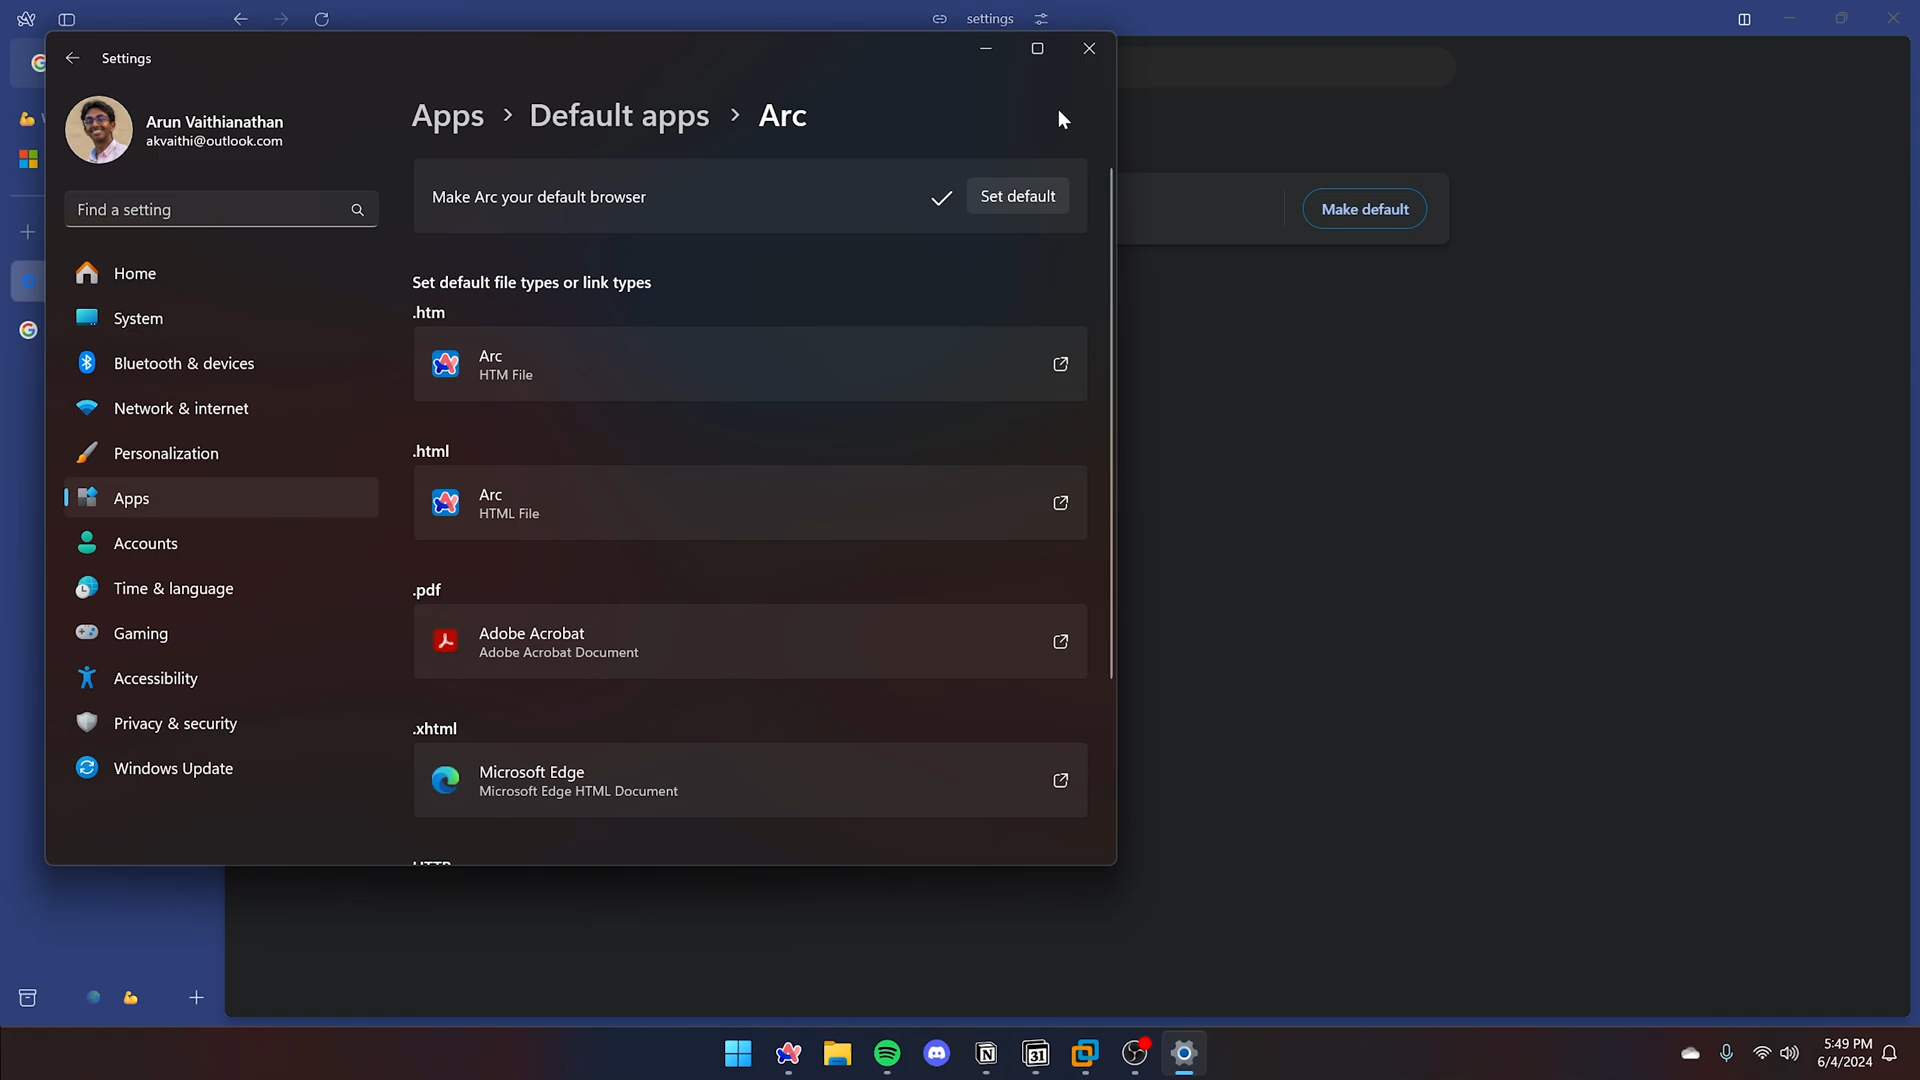 settings
Settings
Arun Vaithianathan
akvaithi@outlook.com
Find a setting
Home
System
Bluetooth & devices
Network & internet
Personalization
Apps
Accounts
Time & language
Gaming
Accessibility
Privacy & security
Windows Update
Apps > Default apps > Arc
Make Arc your default browser
Set default
Set default file types or link types
.htm
Arc
HTM File
.html
Arc
HTML File
.pdf
Adobe Acrobat
Adobe Acrobat Document
.xhtml
Microsoft Edge
Microsoft Edge HTML Document
Make default
31
5:49 PM
6/4/2024